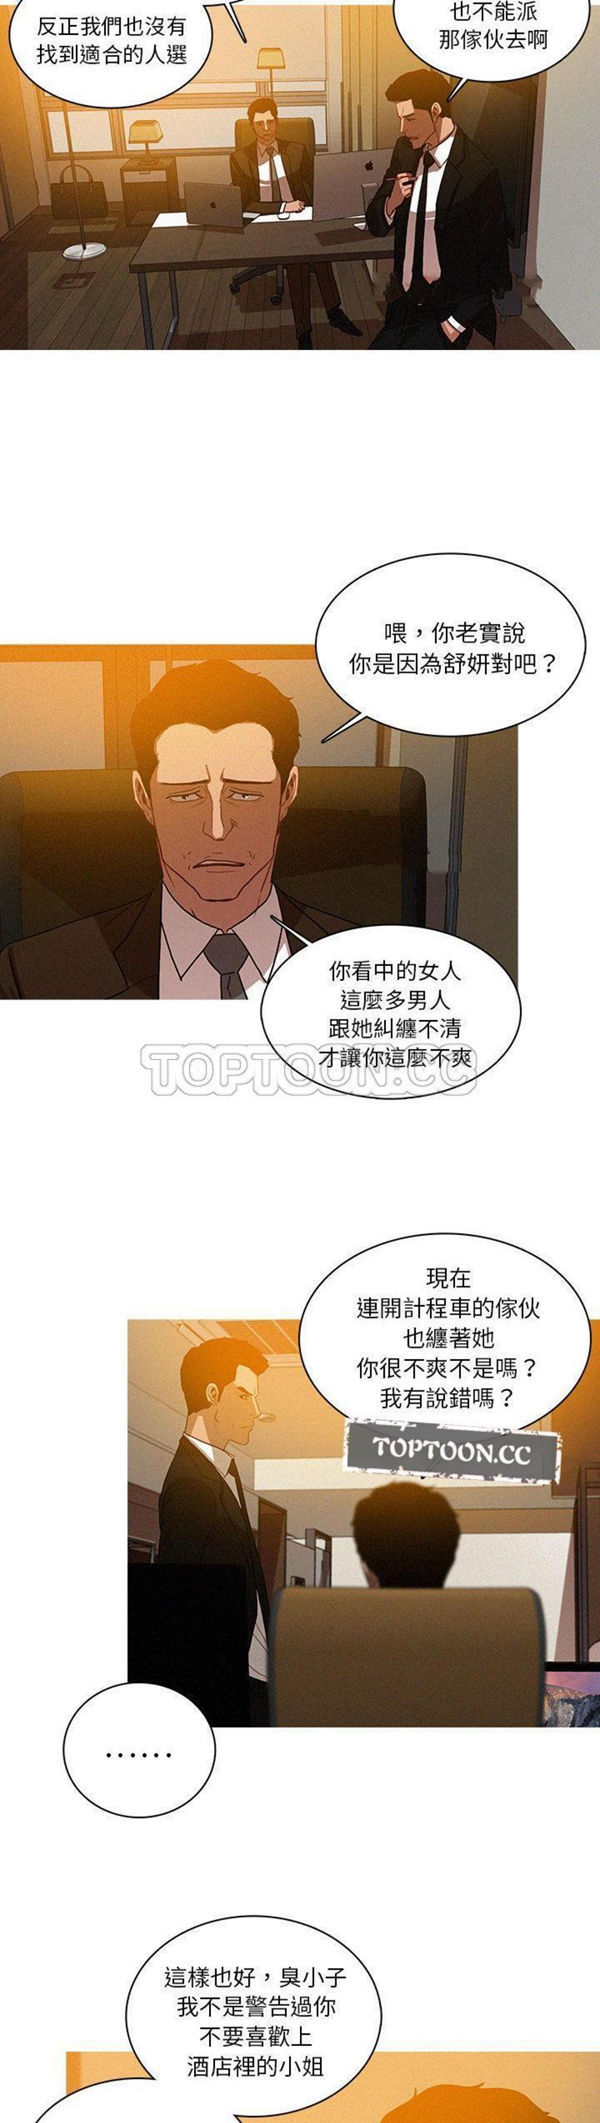 反正我們也沒有
找到適合的人選
也不能派
那傢伙去啊
喂，你老實說
你是因為舒妍對吧？
你看中的女人
這麼多男人
跟她糾纏不清
才讓你這麼不爽
TOPTOON.CC
現在
連開計程車的傢伙
也纏著她
你很不爽不是嗎？
我有說錯嗎？
TOPTOON.CC
······
這樣也好，臭小子
我不是警告過你
不要喜歡上
酒店裡的小姐